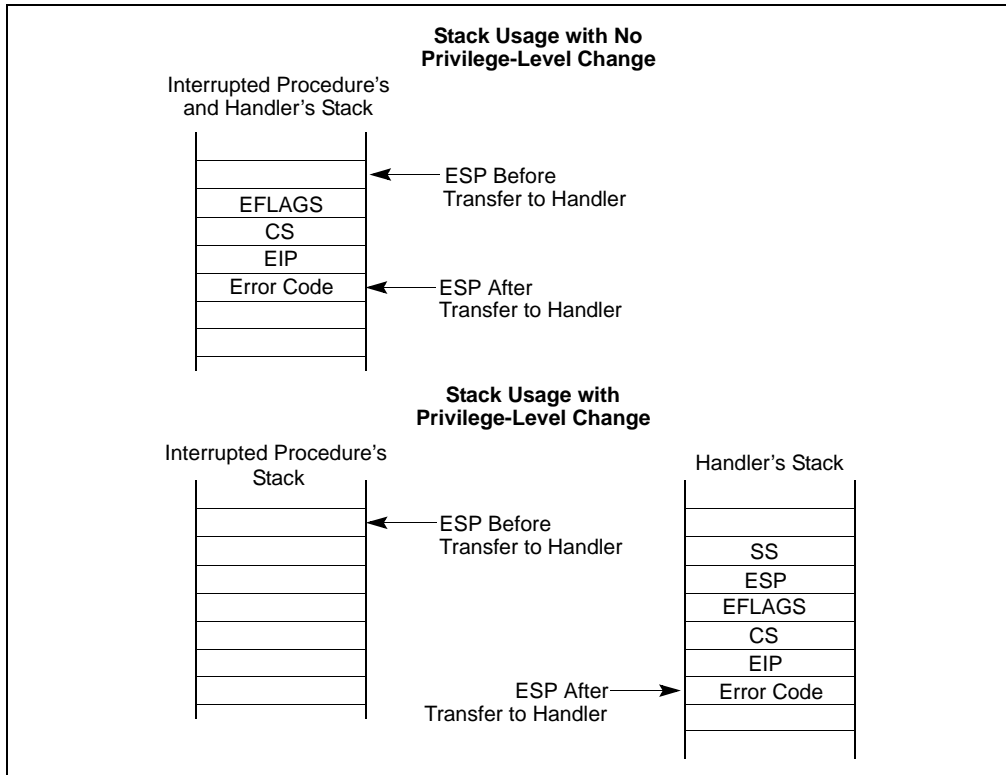 Stack Usage with No
Privilege-Level Change
Interrupted Procedure’s
and Handler’s Stack
ESP Before
Transfer to Handler
EFLAGS
CS
EIP
Error Code
ESP After
Transfer to Handler
Stack Usage with
Privilege-Level Change
Interrupted Procedure’s
Stack
Handler’s Stack
ESP Before
Transfer to Handler
SS
ESP
EFLAGS
CS
EIP
ESP After
Transfer to Handler
Error Code